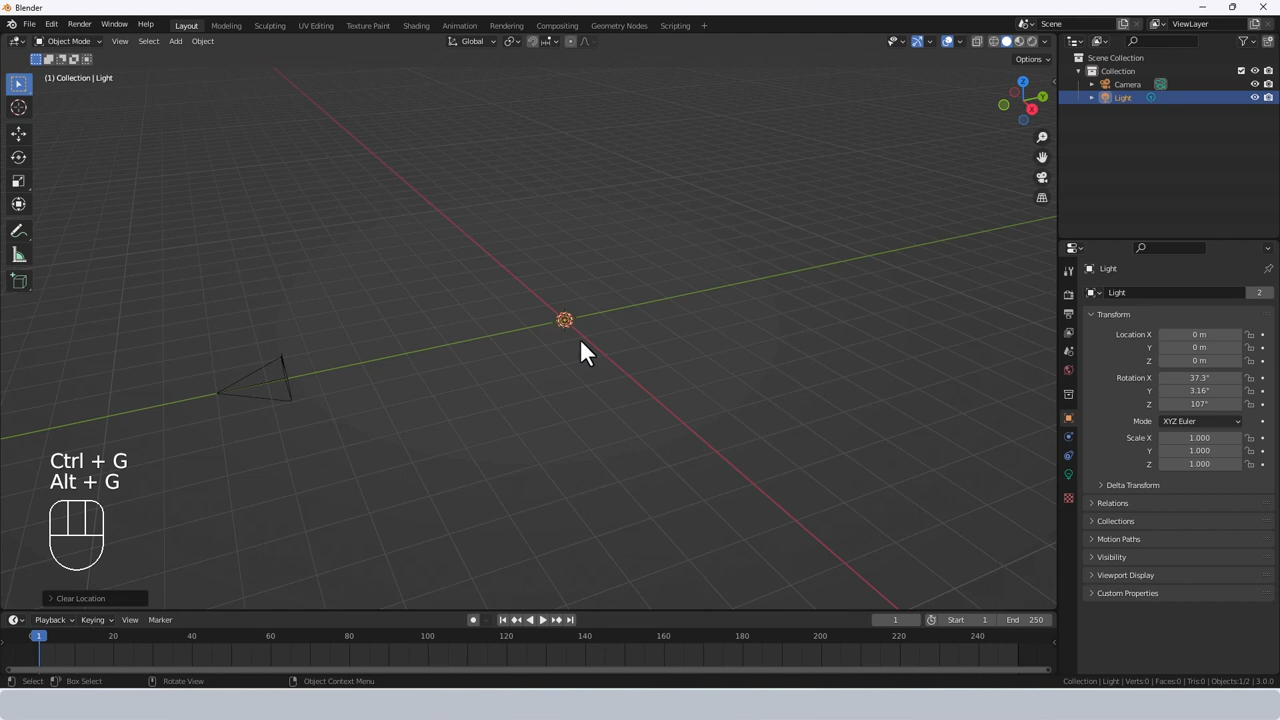 Blender
File Edit Render Window Help Layout Modeling Sculpting UV Editing Texture Paint Shading Animation Rendering Compositing Geometry Nodes Scripting + Scene ViewLayer
Object Mode View Select Add Object Global
Options
(1) Collection | Light
Z
Y
X
Scene Collection
Collection
Camera
Light
Light
Light 2
Transform
Location X 0 m
Y 0 m
Z 0 m
Rotation X 37.3°
Y 3.16°
Z 107°
Mode XYZ Euler
Scale X 1.000
Y 1.000
Z 1.000
Delta Transform
Relations
Collections
Motion Paths
Visibility
Viewport Display
Custom Properties
Ctrl + G
Alt + G
Clear Location
Playback Keying View Marker 1 Start 1 End 250
1 20 40 60 80 100 120 140 160 180 200 220 240
Select Box Select Rotate View Object Context Menu Collection | Light | Verts:0 | Faces:0 | Tris:0 | Objects:1/2 | 3.0.0